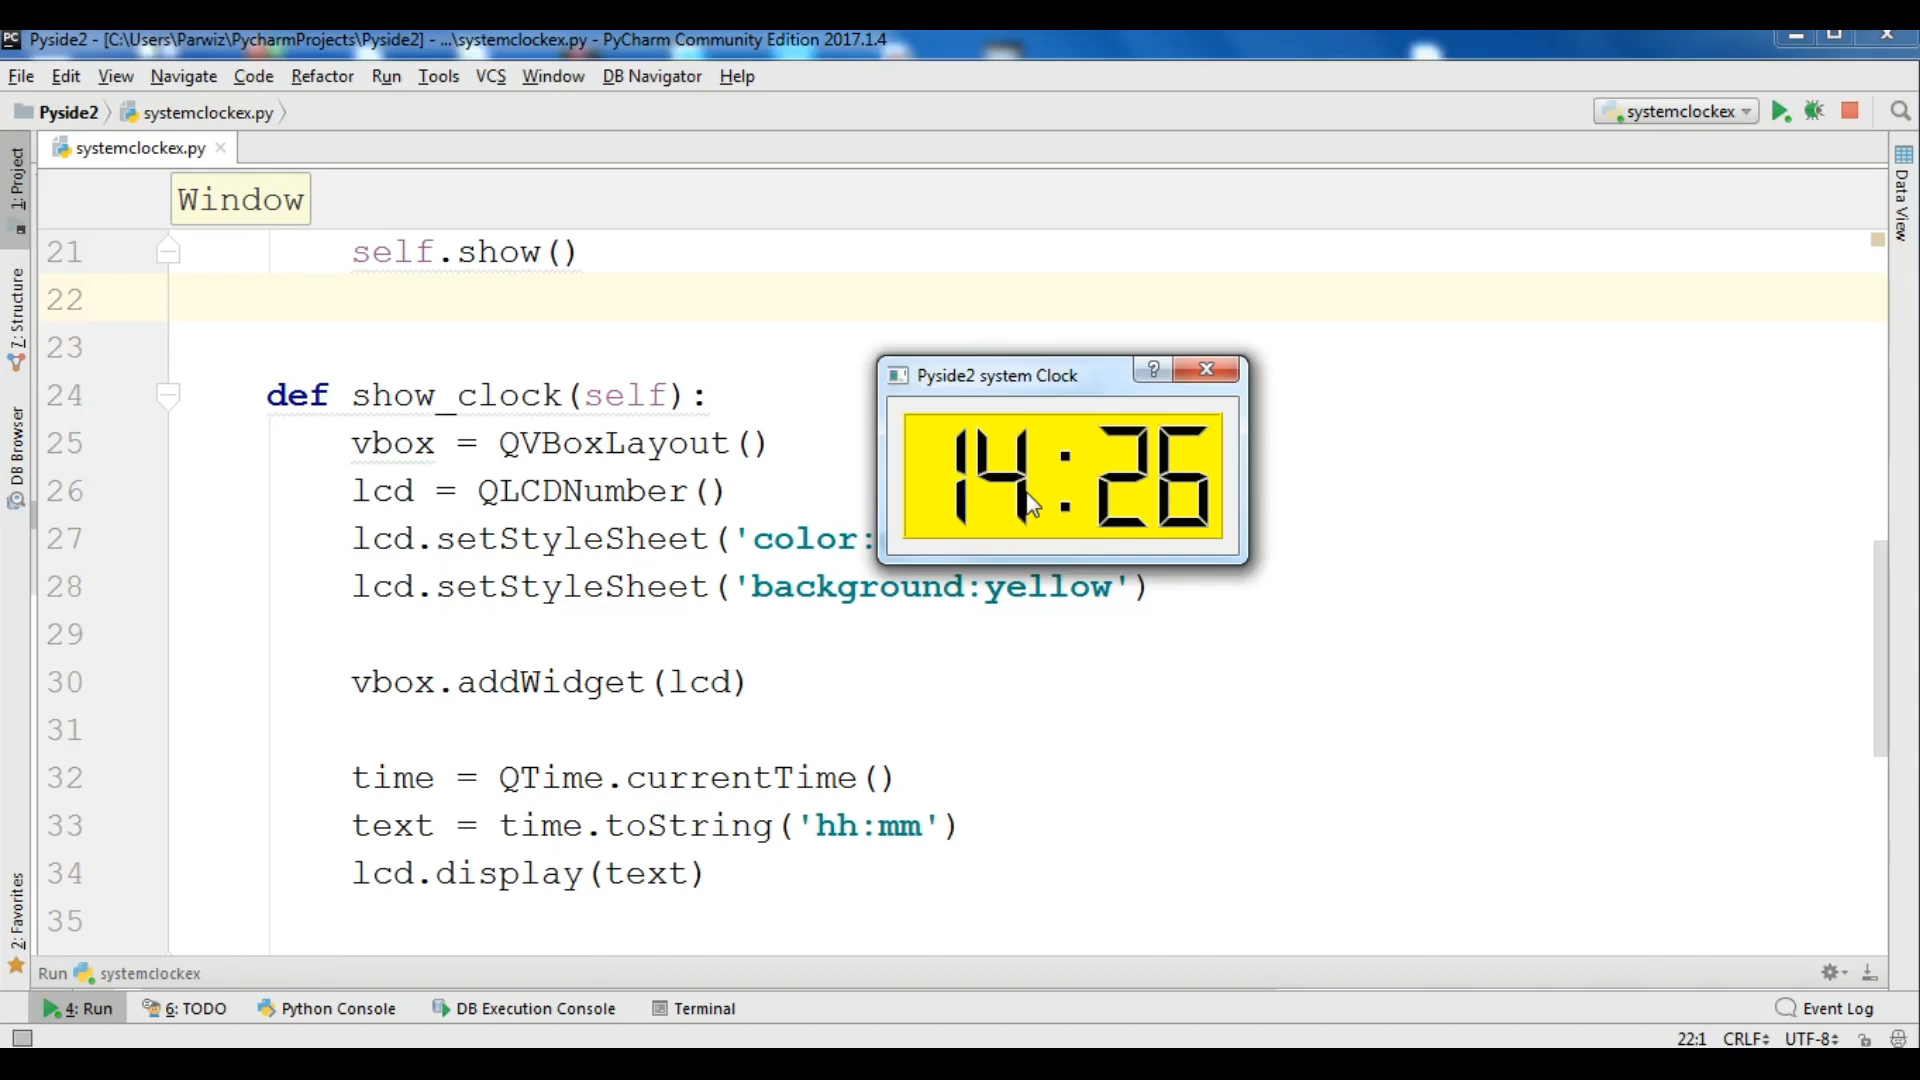 PC Pyside2 - [C:\Users\Parwiz\PycharmProjects\Pyside2] - ...\systemclockex.py - PyCharm Community Edition 2017.1.4
File Edit View Navigate Code Refactor Run Tools VCS Window DB Navigator Help
Pyside2 systemclockex.py systemclockex
systemclockex.py
1: Project
7: Structure
DB Browser
2: Favorites
Data View
Window
21 self.show()
22
23
24 def show_clock(self):
25 vbox = QVBoxLayout()
26 lcd = QLCDNumber()
27 lcd.setStyleSheet('color:
28 lcd.setStyleSheet('background:yellow')
29
30 vbox.addWidget(lcd)
31
32 time = QTime.currentTime()
33 text = time.toString('hh:mm')
34 lcd.display(text)
35
Pyside2 system Clock ?
14:26
Run systemclockex
4: Run 6: TODO Python Console DB Execution Console Terminal Event Log
22:1 CRLF UTF-8